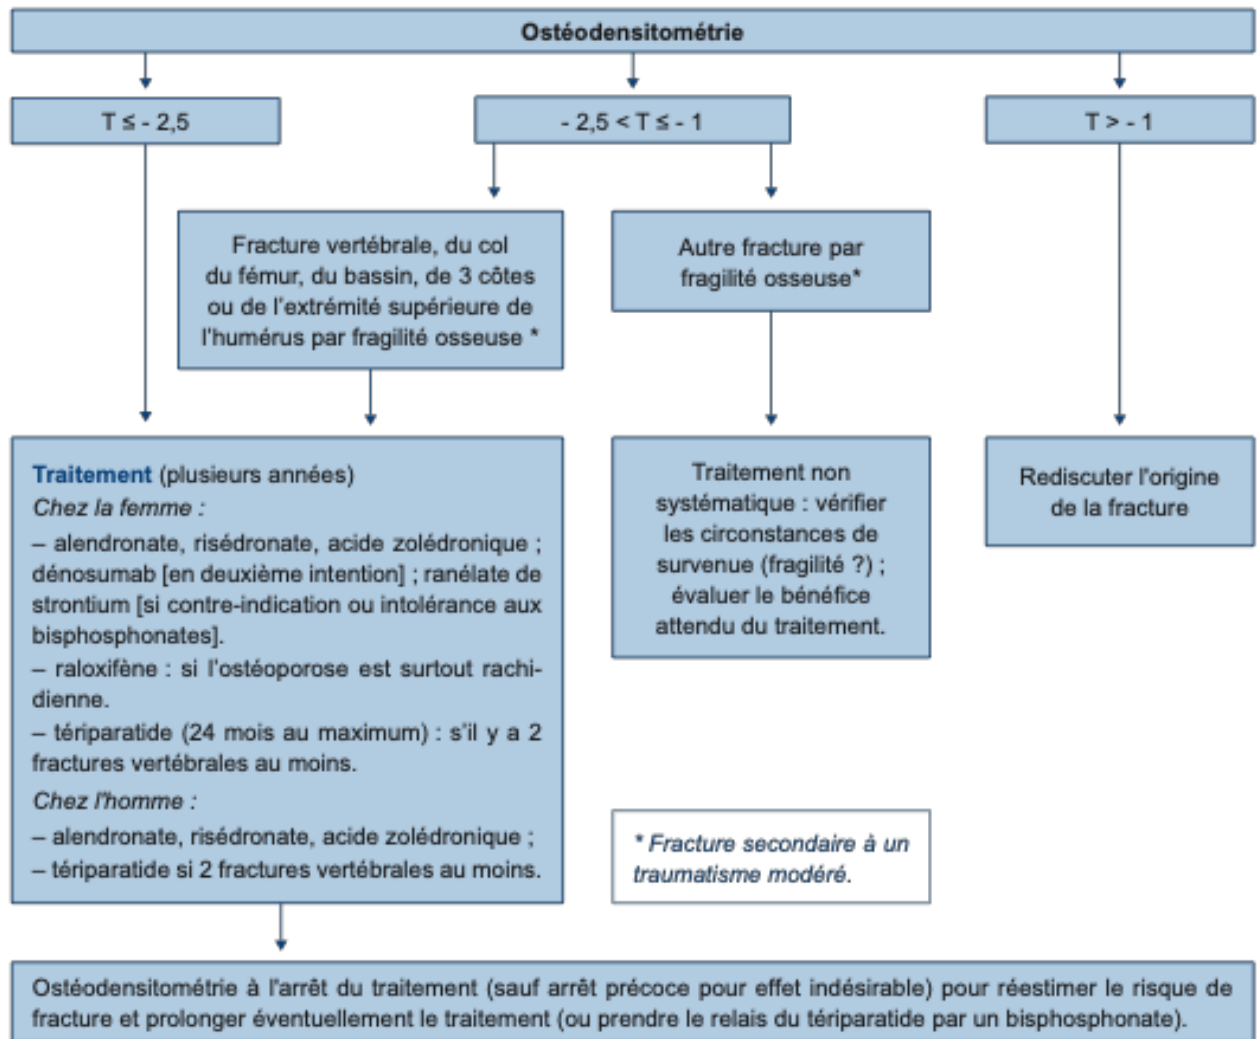 Ostéodensitométrie
T ≤ - 2,5
- 2,5 < T ≤ - 1
T > - 1
Fracture vertébrale, du col
du fémur, du bassin, de 3 côtes
ou de l'extrémité supérieure de
l'humérus par fragilité osseuse *
Autre fracture par
fragilité osseuse*
Traitement (plusieurs années)
Chez la femme :
– alendronate, risédronate, acide zolédronique ;
dénosumab [en deuxième intention] ; ranélate de
strontium [si contre-indication ou intolérance aux
bisphosphonates].
– raloxifène : si l'ostéoporose est surtout rachi-
dienne.
– tériparatide (24 mois au maximum) : s'il y a 2
fractures vertébrales au moins.
Chez l'homme :
– alendronate, risédronate, acide zolédronique ;
– tériparatide si 2 fractures vertébrales au moins.
Traitement non
systématique : vérifier
les circonstances de
survenue (fragilité ?) ;
évaluer le bénéfice
attendu du traitement.
Rediscuter l'origine
de la fracture
* Fracture secondaire à un
traumatisme modéré.
Ostéodensitométrie à l'arrêt du traitement (sauf arrêt précoce pour effet indésirable) pour réestimer le risque de
fracture et prolonger éventuellement le traitement (ou prendre le relais du tériparatide par un bisphosphonate).